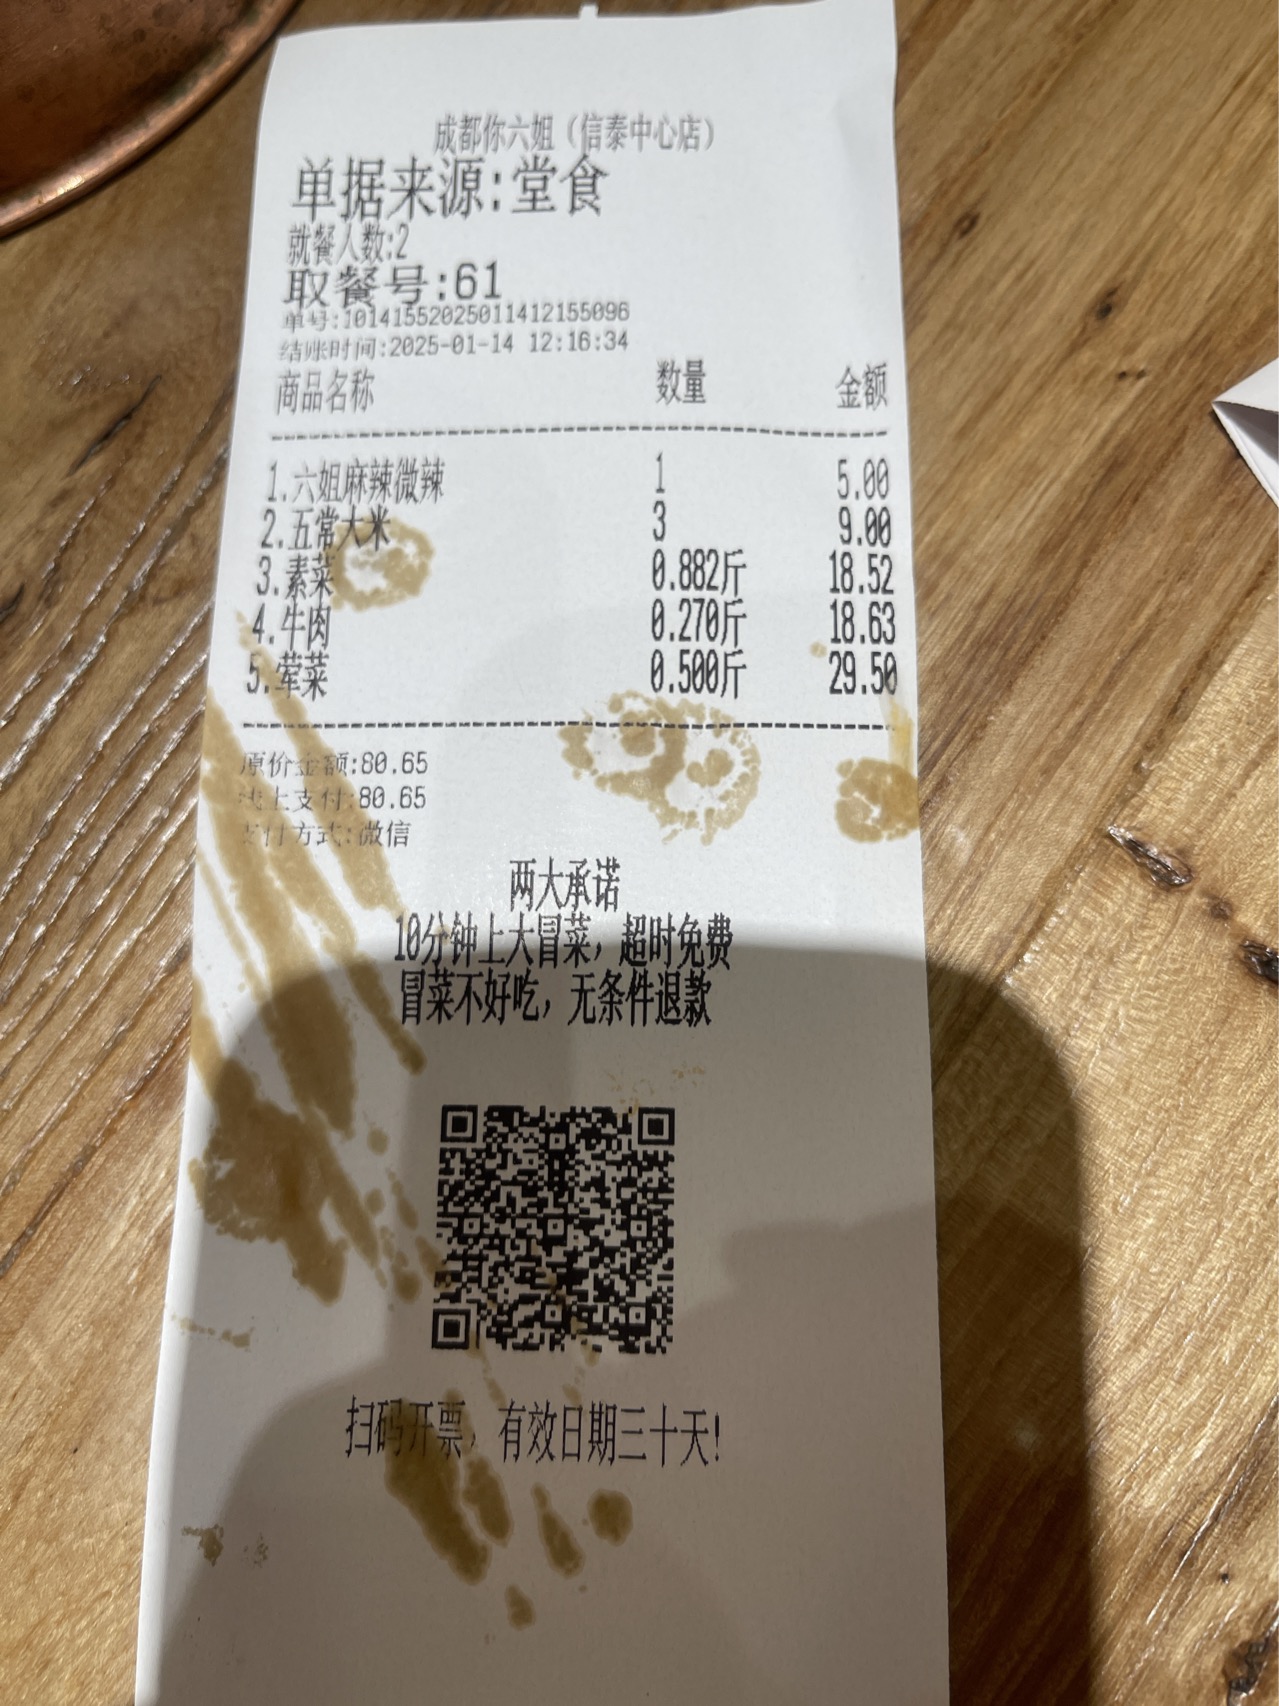 成都你六姐（信泰中心店）
单据来源:堂食
就餐人数:2
取餐号:61
单号:10141552025011412155096
结账时间:2025-01-14 12:16:34
商品名称 数量 金额
1.六姐麻辣微辣 1 5.00
2.五常大米 3 9.00
3.素菜 0.882斤 18.52
4.牛肉 0.270斤 18.63
5.荤菜 0.500斤 29.50
原价金额:80.65
线上支付:80.65
支付方式:微信
两大承诺
10分钟上大冒菜，超时免费
冒菜不好吃，无条件退款
扫码开票，有效日期三十天!